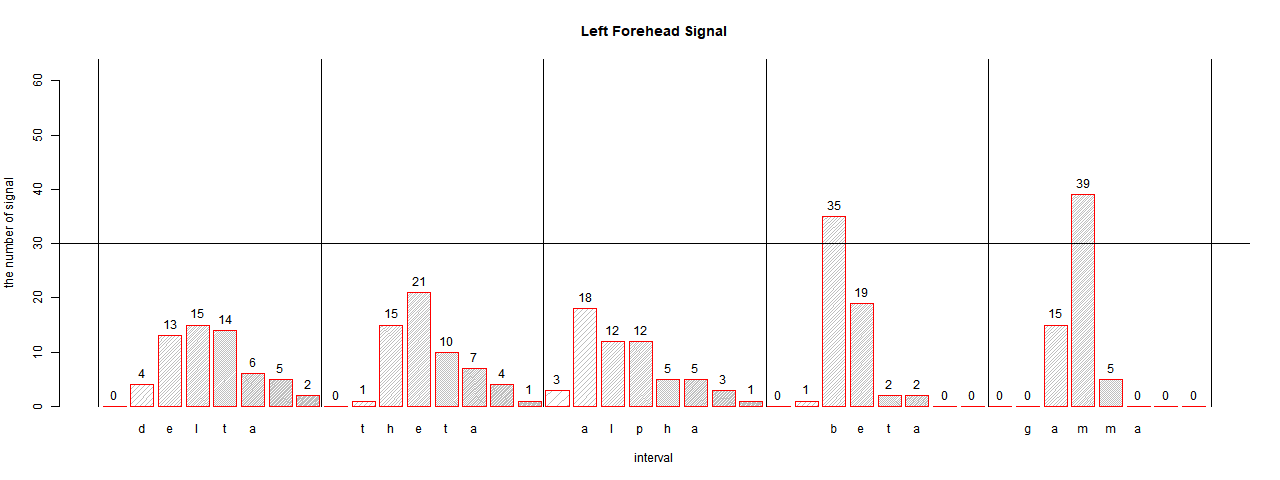 Left Forehead Signal
the number of signal
60
50
40
30
20
10
0
0 4 13 15 14 6 5 2 0 1 15 21 10 7 4 1 3 18 12 12 5 5 3 1 0 1 35 19 2 2 0 0 0 0 15 39 5 0 0 0
d e l t a t h e t a a l p h a b e t a g a m m a
interval